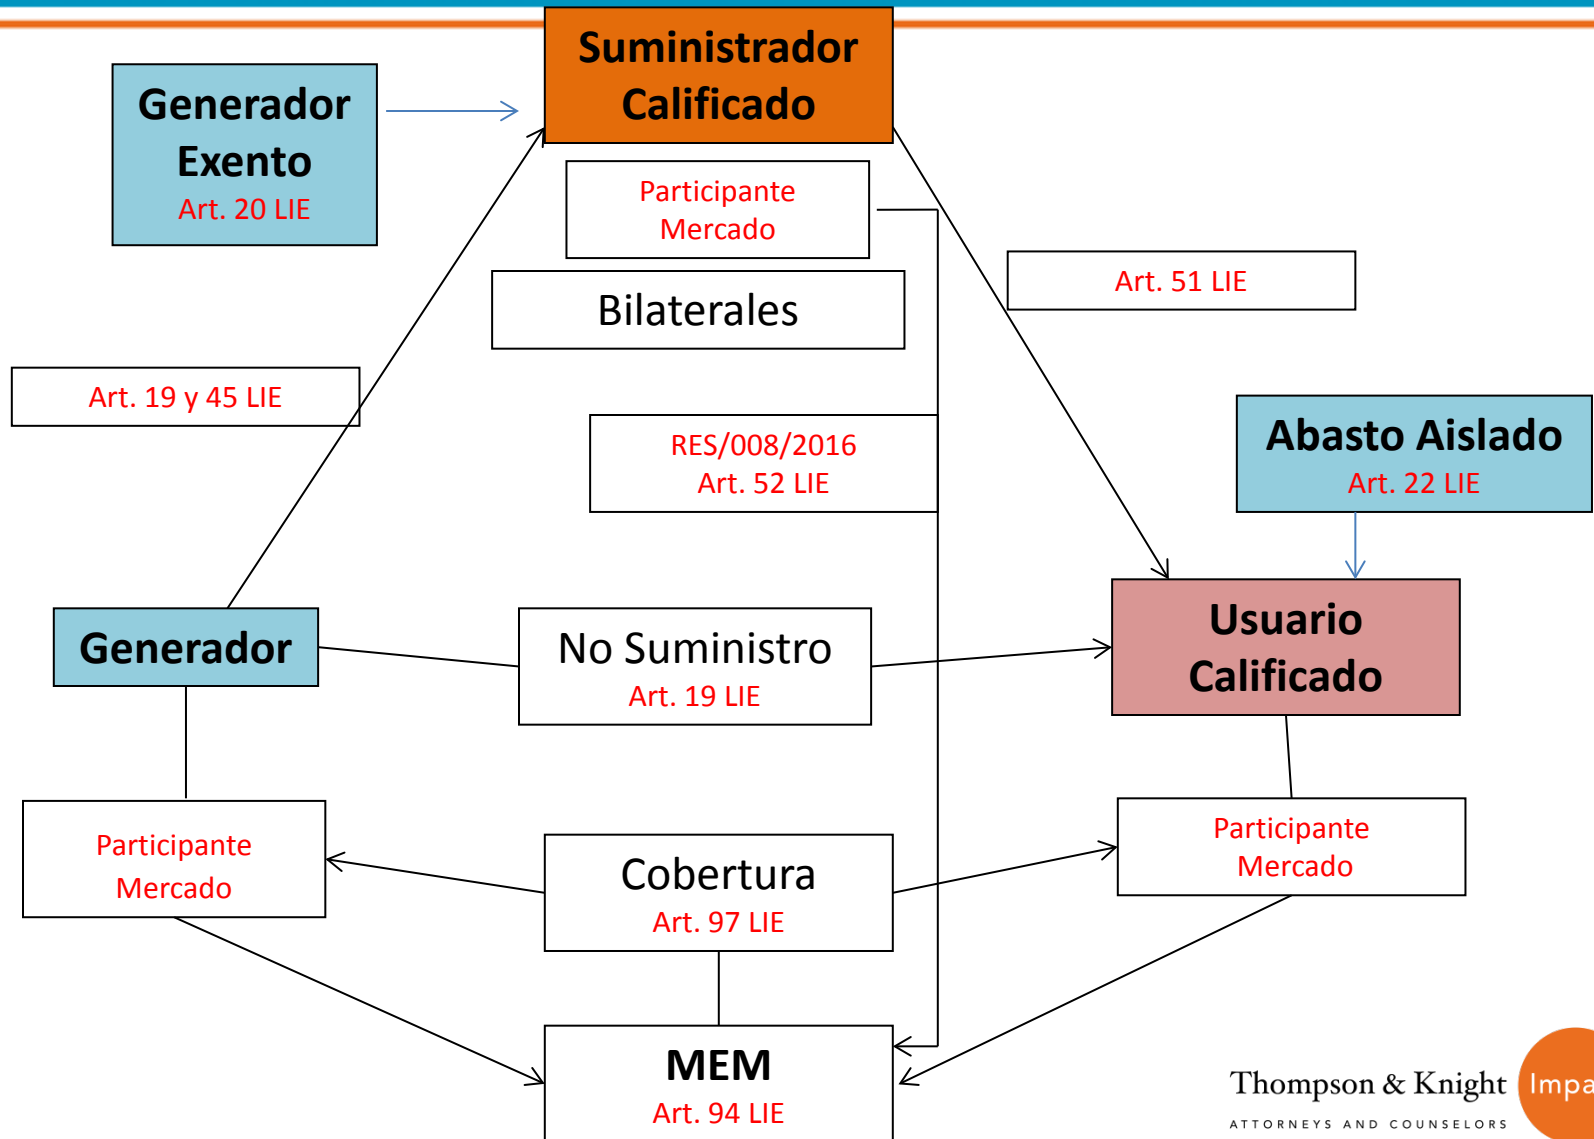 Suministrador
Calificado
Generador
Exento
Art. 20 LIE
Participante
Mercado
Bilaterales
Art. 51 LIE
Art. 19 y 45 LIE
RES/008/2016
Art. 52 LIE
Abasto Aislado
Art. 22 LIE
Generador
No Suministro
Art. 19 LIE
Usuario
Calificado
Participante
Mercado
Cobertura
Art. 97 LIE
Participante
Mercado
MEM
Art. 94 LIE
Thompson & Knight
ATTORNEYS AND COUNSELORS
Impa